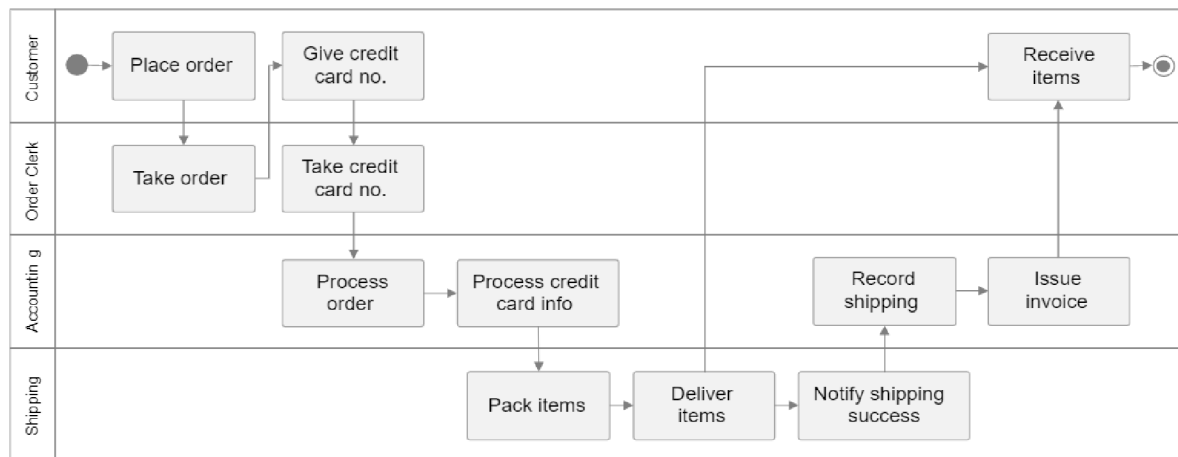 Customer
Place order
Give credit
card no.
Receive
items
Order Clerk
Take order
Take credit
card no.
Accountin g
Process
order
Process credit
card info
Record
shipping
Issue
invoice
Shipping
Pack items
Deliver
items
Notify shipping
success